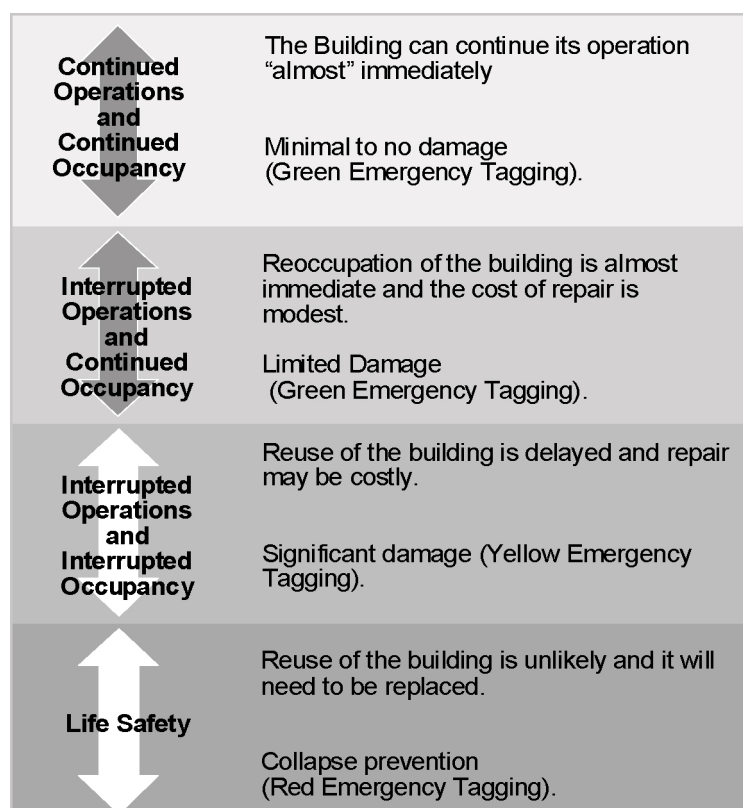 Continued
Operations
and
Continued
Occupancy
The Building can continue its operation
“almost” immediately
Minimal to no damage
(Green Emergency Tagging).
Interrupted
Operations
and
Continued
Occupancy
Reoccupation of the building is almost
immediate and the cost of repair is
modest.
Limited Damage
(Green Emergency Tagging).
Interrupted
Operations
and
Interrupted
Occupancy
Reuse of the building is delayed and repair
may be costly.
Significant damage (Yellow Emergency
Tagging).
Life Safety
Reuse of the building is unlikely and it will
need to be replaced.
Collapse prevention
(Red Emergency Tagging).